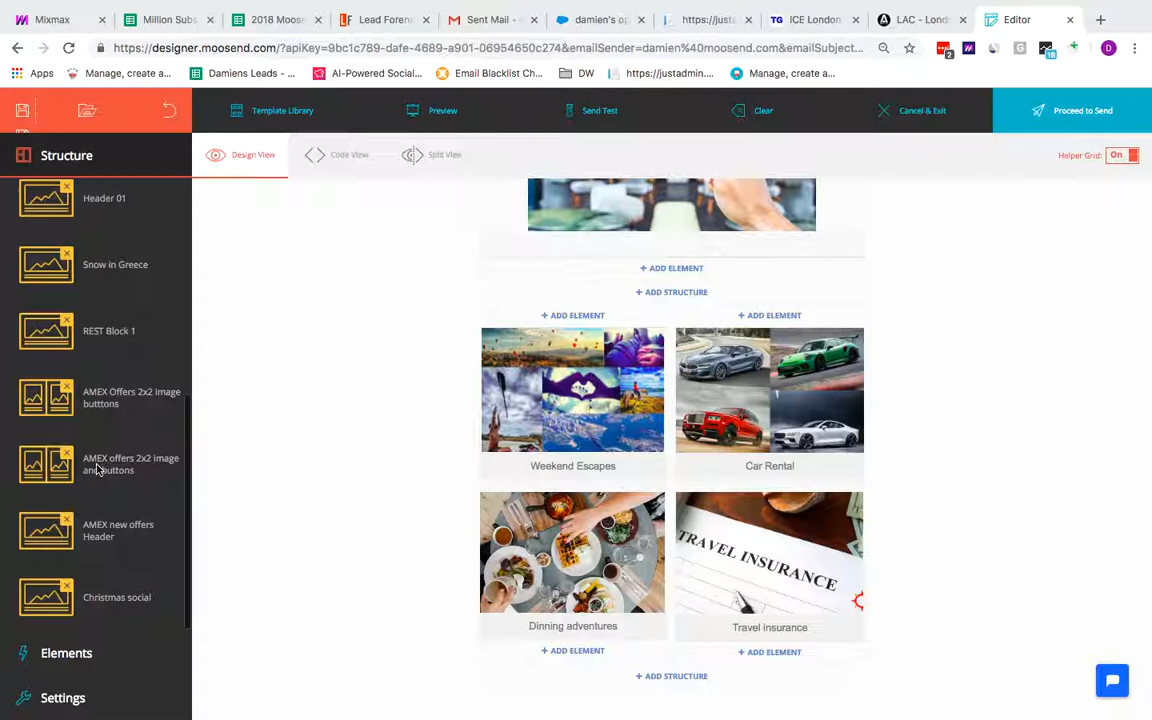 Mixmax
Million Subs
2018 Moose
Lead Foren
Sent Mail -
damien's op
https://justa
ICE London
LAC - Lond
Editor
https://designer.moosend.com/?apiKey=9bc1c789-dafe-4689-a901-06954650c274&emailSender=damien%40moosend.com&emailSubject...
Apps
Manage, create a...
Damiens Leads - ...
AI-Powered Social...
Email Blacklist Ch...
DW
https://justadmin....
Manage, create a...
Template Library
Preview
Send Test
Clear
Cancel & Exit
Proceed to Send
Structure
Design View
Code View
Split View
Helper Grid:
On
Header 01
Snow in Greece
REST Block 1
AMEX Offers 2x2 image
butttons
AMEX offers 2x2 image
and buttons
AMEX new offers
Header
Christmas social
Elements
Settings
+ ADD ELEMENT
+ ADD STRUCTURE
+ ADD ELEMENT
+ ADD ELEMENT
Weekend Escapes
Car Rental
TRAVEL INSURANCE
Dinning adventures
Travel insurance
+ ADD ELEMENT
+ ADD ELEMENT
+ ADD STRUCTURE